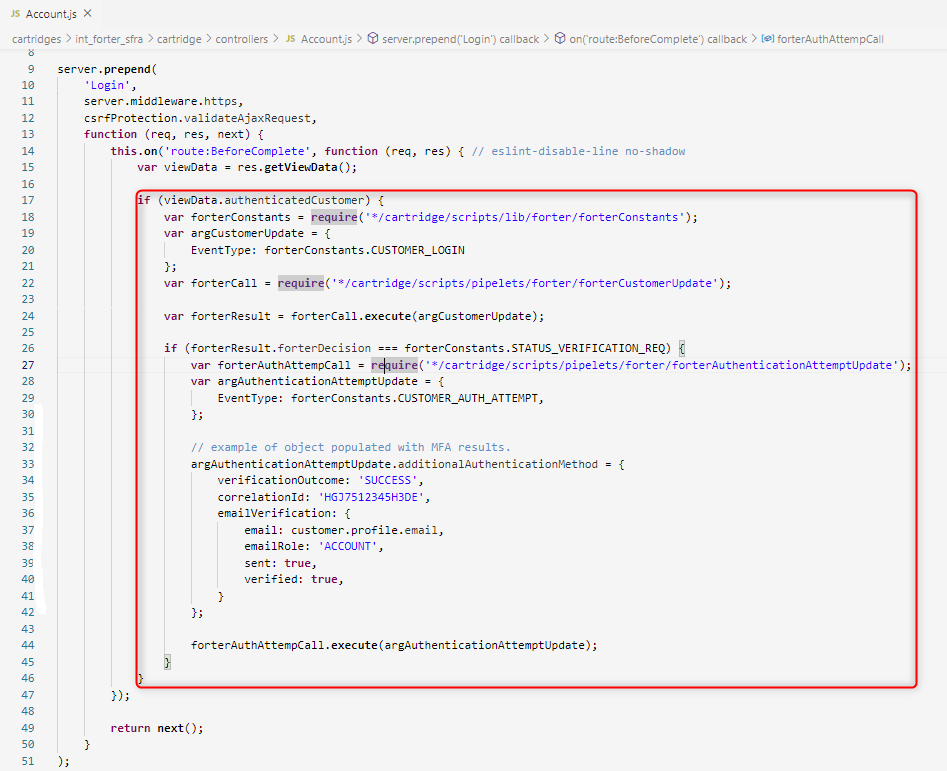 JS Account.js ×
cartridges > int_forter_sfra > cartridge > controllers > JS Account.js > server.prepend('Login') callback > on('route:BeforeComplete') callback > forterAuthAttempCall
8
9 server.prepend(
10 'Login',
11 server.middleware.https,
12 csrfProtection.validateAjaxRequest,
13 function (req, res, next) {
14 this.on('route:BeforeComplete', function (req, res) { // eslint-disable-line no-shadow
15 var viewData = res.getViewData();
16
17 if (viewData.authenticatedCustomer) {
18 var forterConstants = require('*/cartridge/scripts/lib/forter/forterConstants');
19 var argCustomerUpdate = {
20 EventType: forterConstants.CUSTOMER_LOGIN
21 };
22 var forterCall = require('*/cartridge/scripts/pipelets/forter/forterCustomerUpdate');
23
24 var forterResult = forterCall.execute(argCustomerUpdate);
25
26 if (forterResult.forterDecision === forterConstants.STATUS_VERIFICATION_REQ) {
27 var forterAuthAttempCall = require('*/cartridge/scripts/pipelets/forter/forterAuthenticationAttemptUpdate');
28 var argAuthenticationAttemptUpdate = {
29 EventType: forterConstants.CUSTOMER_AUTH_ATTEMPT,
30 };
31
32 // example of object populated with MFA results.
33 argAuthenticationAttemptUpdate.additionalAuthenticationMethod = {
34 verificationOutcome: 'SUCCESS',
35 correlationId: 'HGJ7512345H3DE',
36 emailVerification: {
37 email: customer.profile.email,
38 emailRole: 'ACCOUNT',
39 sent: true,
40 verified: true,
41 }
42 };
43
44 forterAuthAttempCall.execute(argAuthenticationAttemptUpdate);
45 }
46 }
47 });
48
49 return next();
50 }
51 );